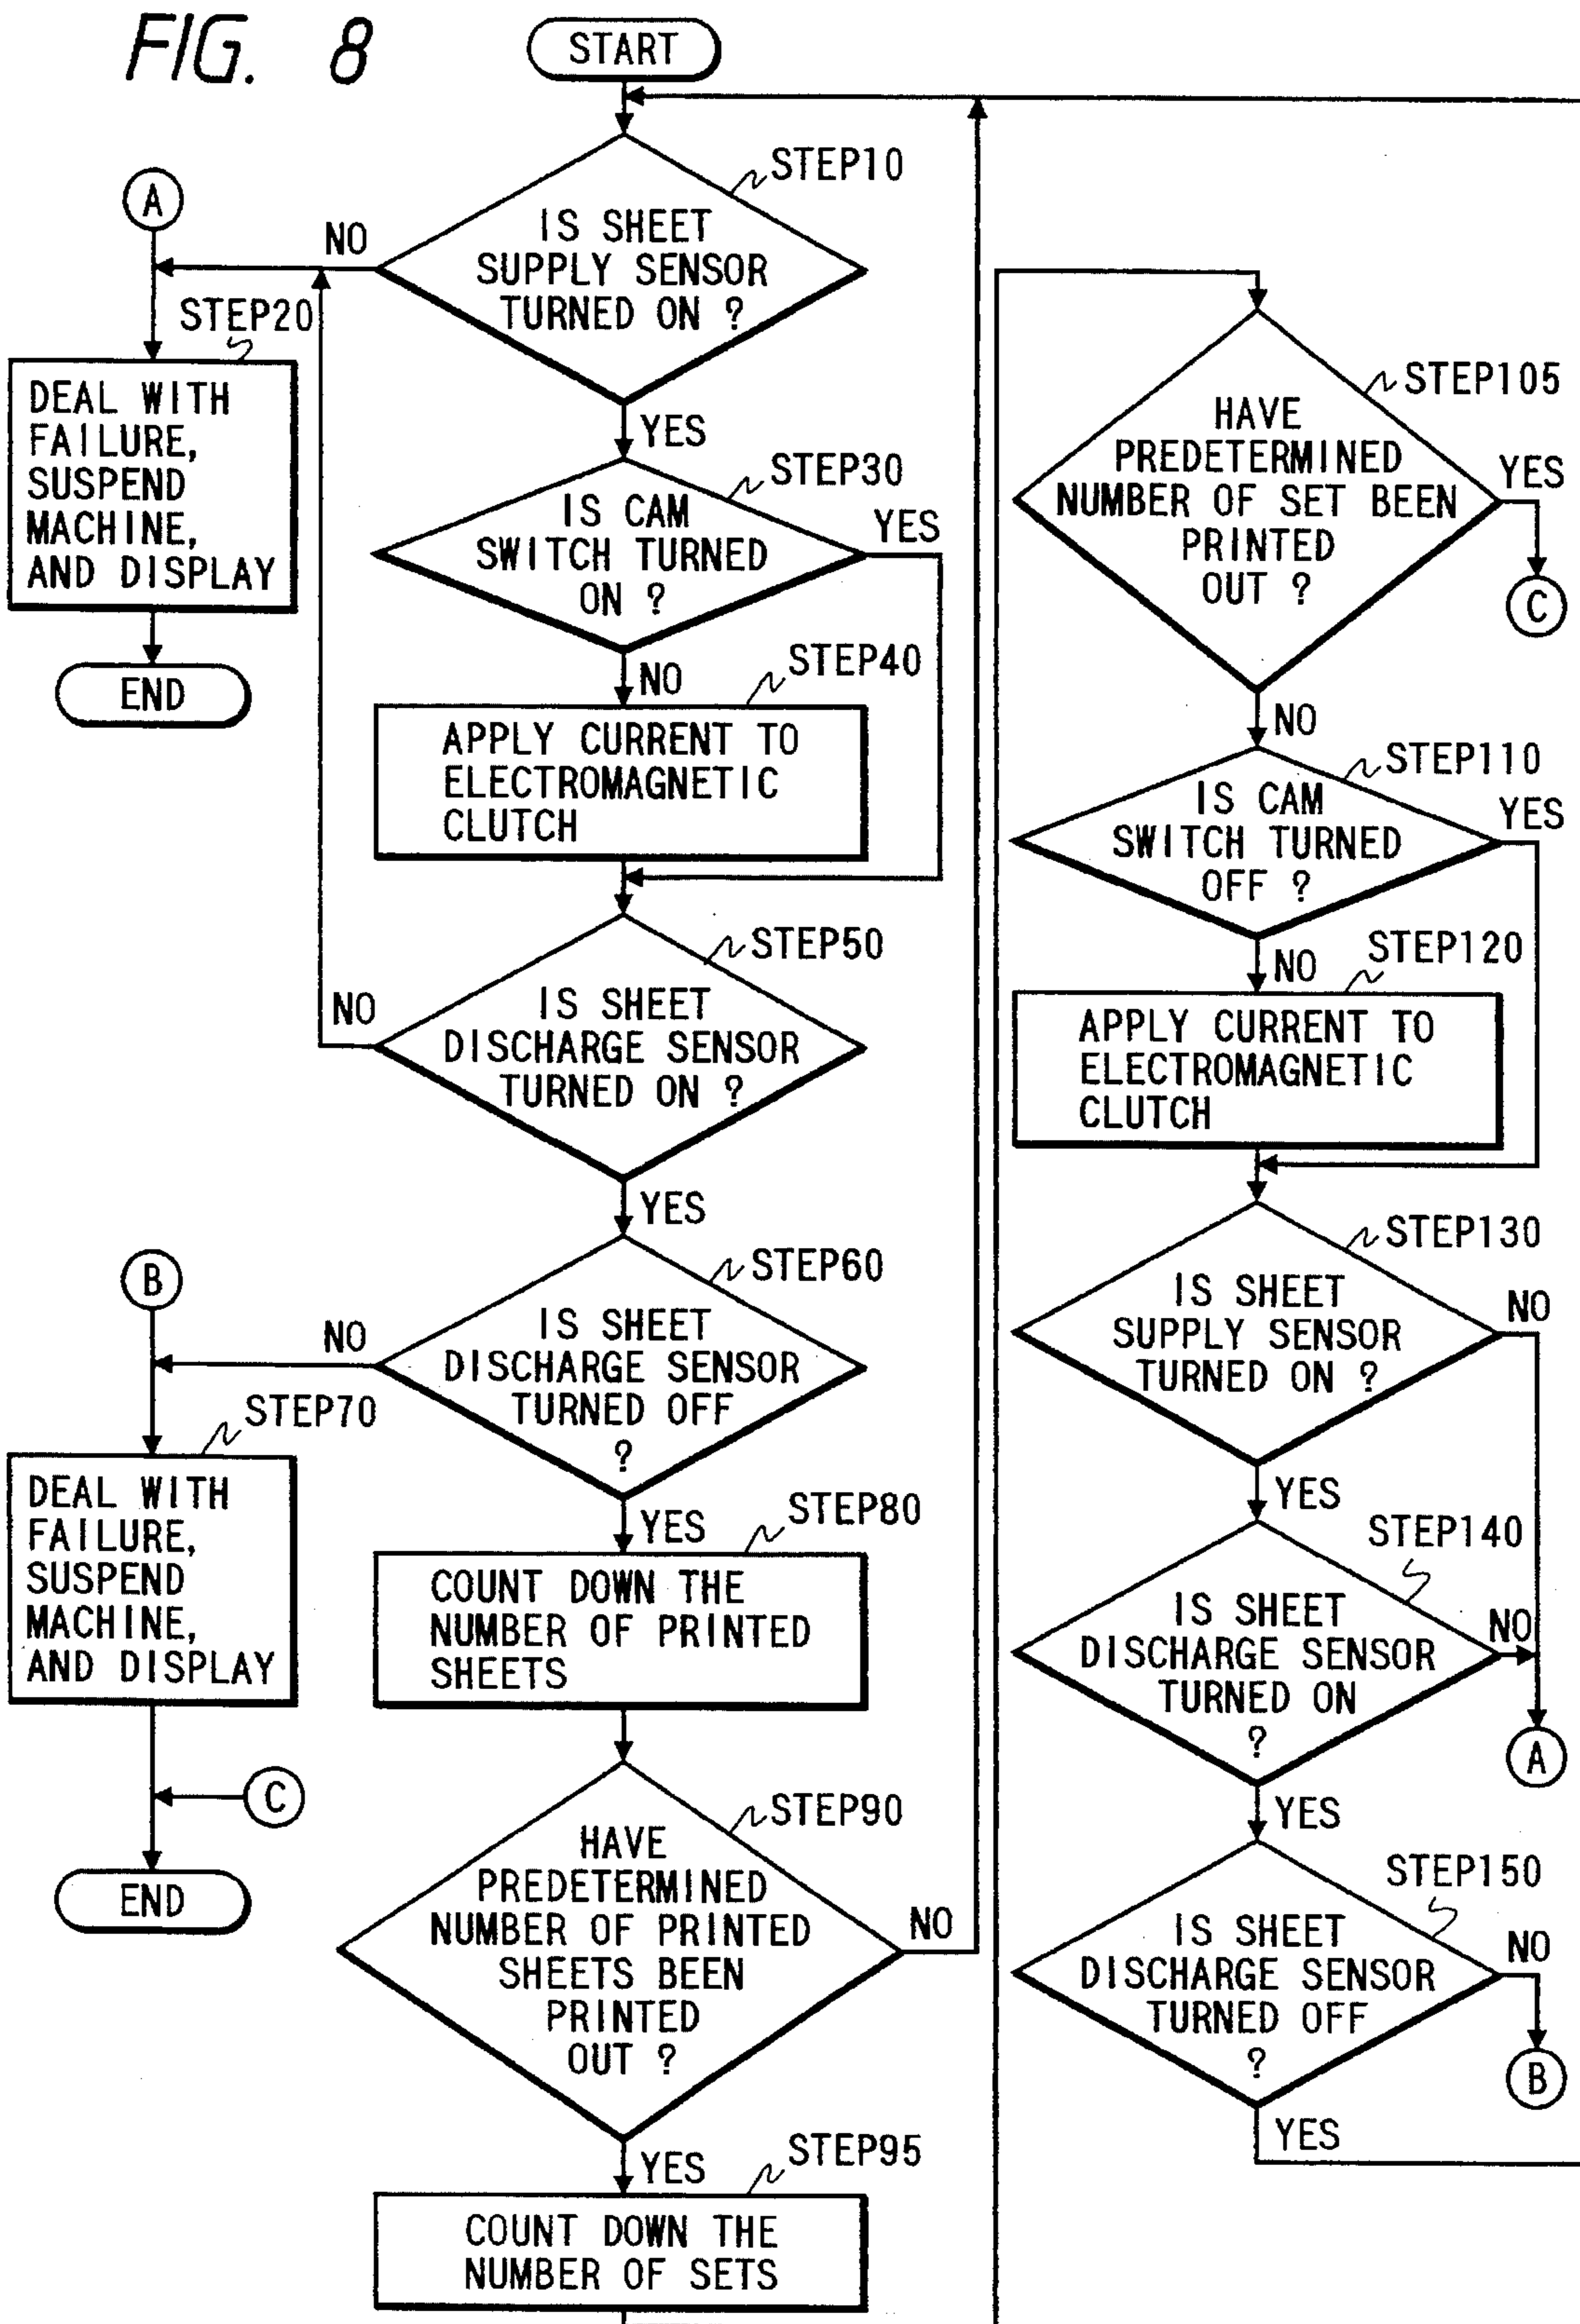 FIG. 8
START
STEP10
IS SHEET
SUPPLY SENSOR
TURNED ON ?
NO
YES
A
STEP20
DEAL WITH
FAILURE,
SUSPEND
MACHINE,
AND DISPLAY
END
STEP30
IS CAM
SWITCH TURNED
ON ?
YES
NO
STEP40
APPLY CURRENT TO
ELECTROMAGNETIC
CLUTCH
STEP50
IS SHEET
DISCHARGE SENSOR
TURNED ON ?
NO
YES
STEP60
IS SHEET
DISCHARGE SENSOR
TURNED OFF
?
NO
YES
B
STEP70
DEAL WITH
FAILURE,
SUSPEND
MACHINE,
AND DISPLAY
C
END
STEP80
COUNT DOWN THE
NUMBER OF PRINTED
SHEETS
STEP90
HAVE
PREDETERMINED
NUMBER OF PRINTED
SHEETS BEEN
PRINTED
OUT ?
NO
YES
STEP95
COUNT DOWN THE
NUMBER OF SETS
STEP105
HAVE
PREDETERMINED
NUMBER OF SET BEEN
PRINTED
OUT ?
YES
C
NO
STEP110
IS CAM
SWITCH TURNED
OFF ?
YES
NO
STEP120
APPLY CURRENT TO
ELECTROMAGNETIC
CLUTCH
STEP130
IS SHEET
SUPPLY SENSOR
TURNED ON ?
NO
YES
STEP140
IS SHEET
DISCHARGE SENSOR
TURNED ON
?
NO
A
YES
STEP150
IS SHEET
DISCHARGE SENSOR
TURNED OFF
?
NO
B
YES